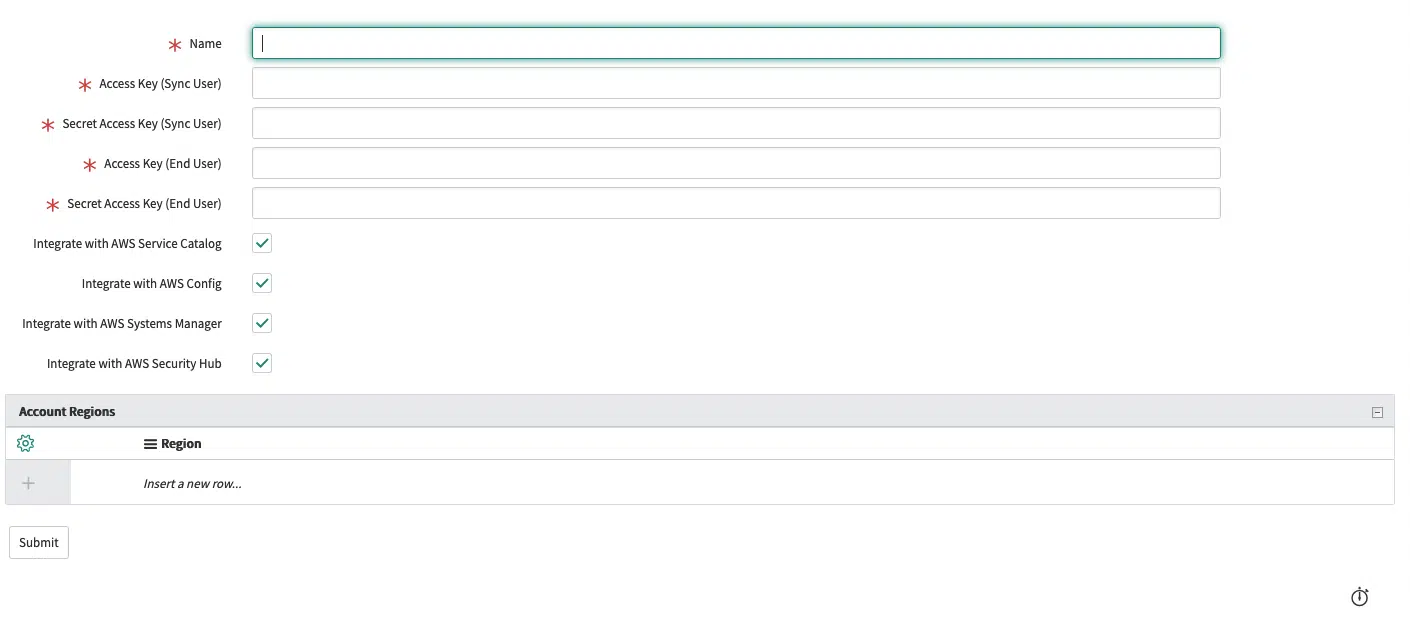 Name
Access Key (Sync User)
Secret Access Key (Sync User)
Access Key (End User)
Secret Access Key (End User)
Integrate with AWS Service Catalog
Integrate with AWS Config
Integrate with AWS Systems Manager
Integrate with AWS Security Hub
Account Regions
Region
Insert a new row...
Submit